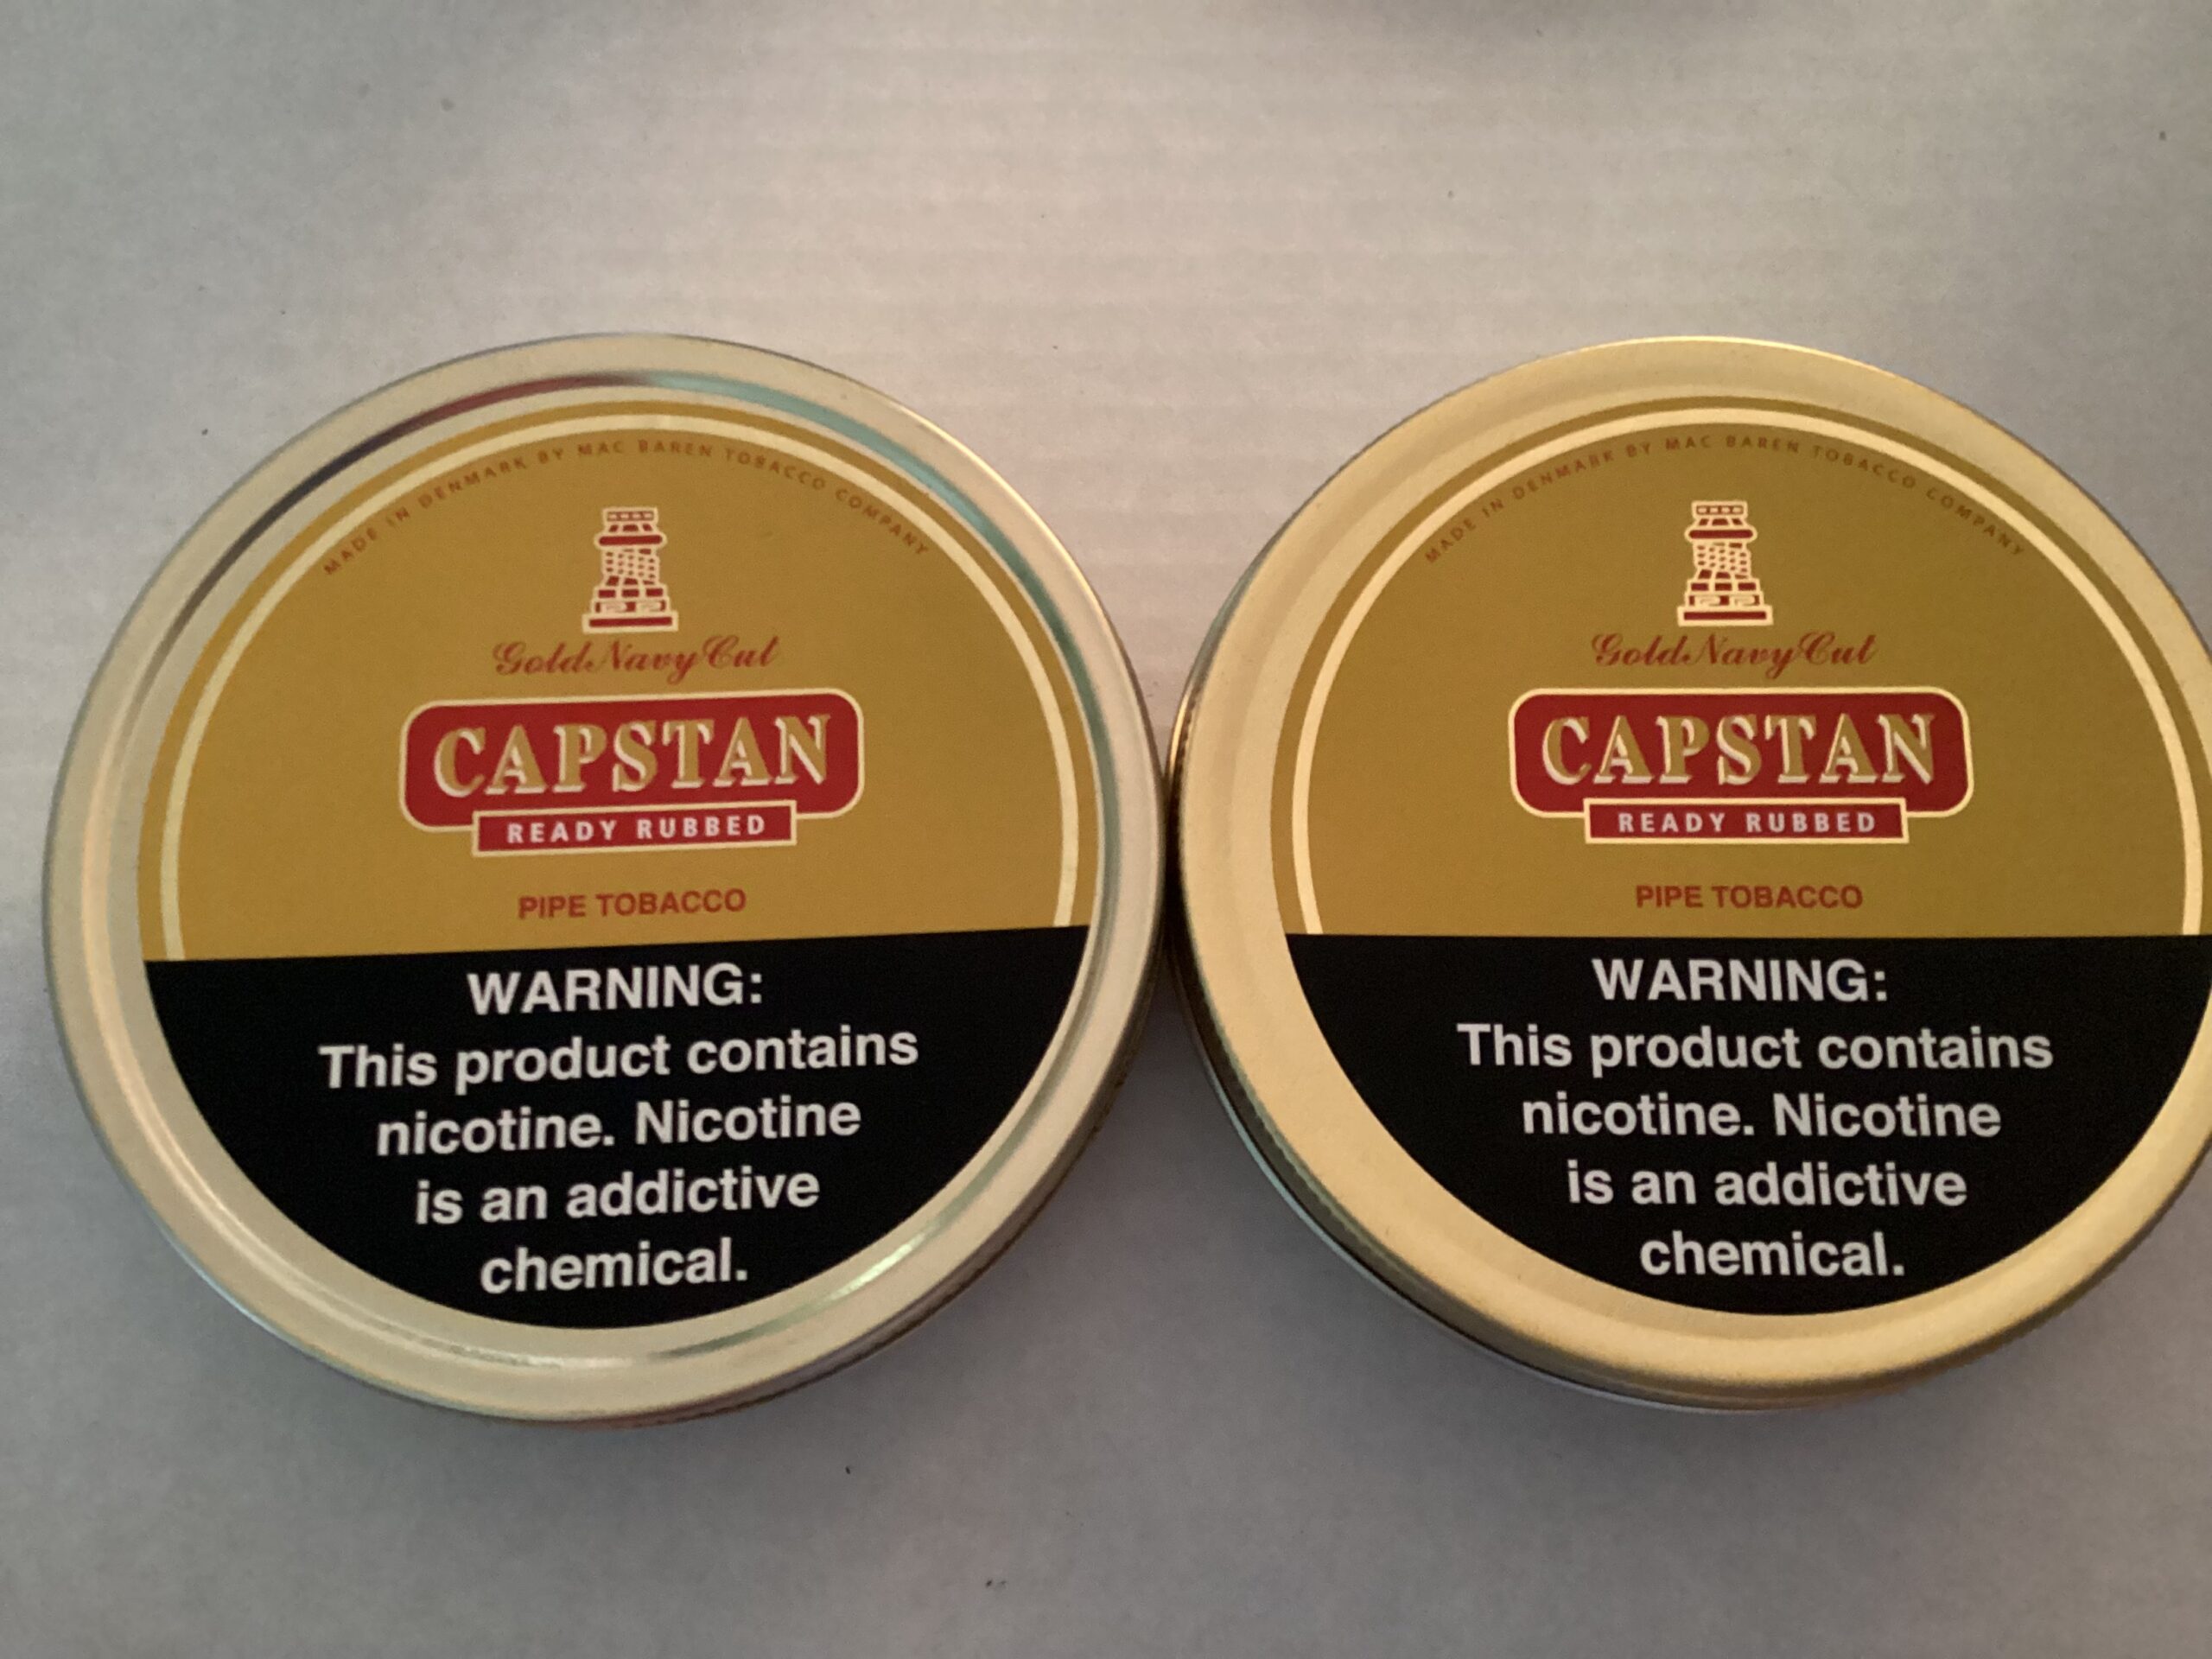 MADE IN DENMARK BY MAC BAREN TOBACCO COMPANY
Gold Navy Cut
CAPSTAN
READY RUBBED
PIPE TOBACCO
WARNING:
This product contains
nicotine. Nicotine
is an addictive
chemical.
MADE IN DENMARK BY MAC BAREN TOBACCO COMPANY
Gold Navy Cut
CAPSTAN
READY RUBBED
PIPE TOBACCO
WARNING:
This product contains
nicotine. Nicotine
is an addictive
chemical.